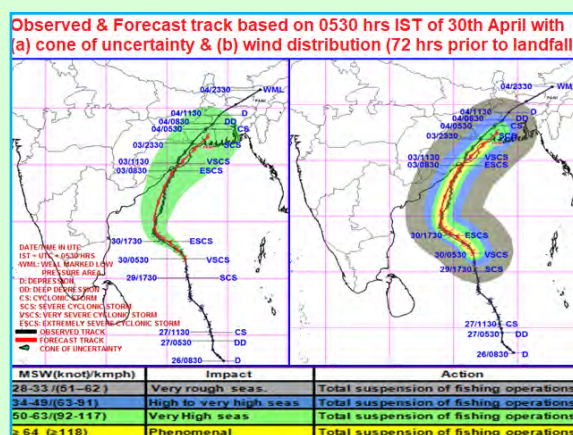 Observed & Forecast track based on 0530 hrs IST of 30th April with
(a) cone of uncertainty & (b) wind distribution (72 hrs prior to landfall
04/2330 WML
04/1130 D
04/0830 DD
04/0530 CS
03/2330 SCS
03/1130 VSCS
03/0830 ESCS
30/1730 ESCS
30/0530 VSCS
29/1730 SCS
27/1130 CS
27/0530 DD
26/0830 D
DATE/TIME IN UTC
IST = UTC + 0530 HRS
WML: WELL MARKED LOW
PRESSURE AREA
D: DEPRESSION
DD: DEEP DEPRESSION
CS: CYCLONIC STORM
SCS: SEVERE CYCLONIC STORM
VSCS: VERY SEVERE CYCLONIC STORM
ESCS: EXTREMELY SEVERE CYCLONIC STORM
OBSERVED TRACK
FORECAST TRACK
CONE OF UNCERTAINTY
04/2330 WML
04/1130 D
04/0830 DD
04/0530 CS
03/2330
03/1130 VSCS
03/0830 ESCS
30/1730 ESCS
30/0530 VSCS
29/1730 SCS
27/1130 CS
27/0530 DD
26/0830 D
MSW(knot)/kmph) Impact Action
28-33 /(51–62 ) Very rough seas. Total suspension of fishing operations
34-49/(63-91) High to very high seas Total suspension of fishing operations
50-63/(92-117) Very High seas Total suspension of fishing operations
≥ 64 (≥118) Phenomenal Total suspension of fishing operations